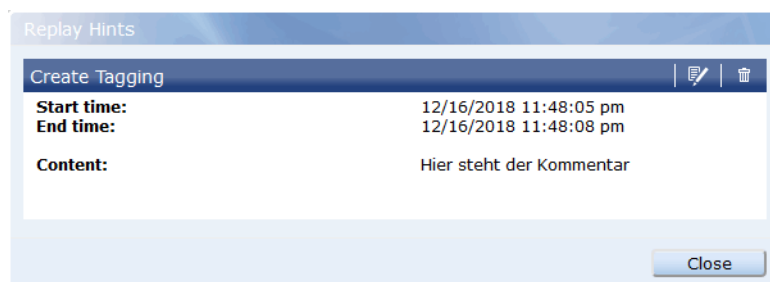 Replay Hints
Create Tagging
Start time: 12/16/2018 11:48:05 pm
End time: 12/16/2018 11:48:08 pm
Content: Hier steht der Kommentar
Close